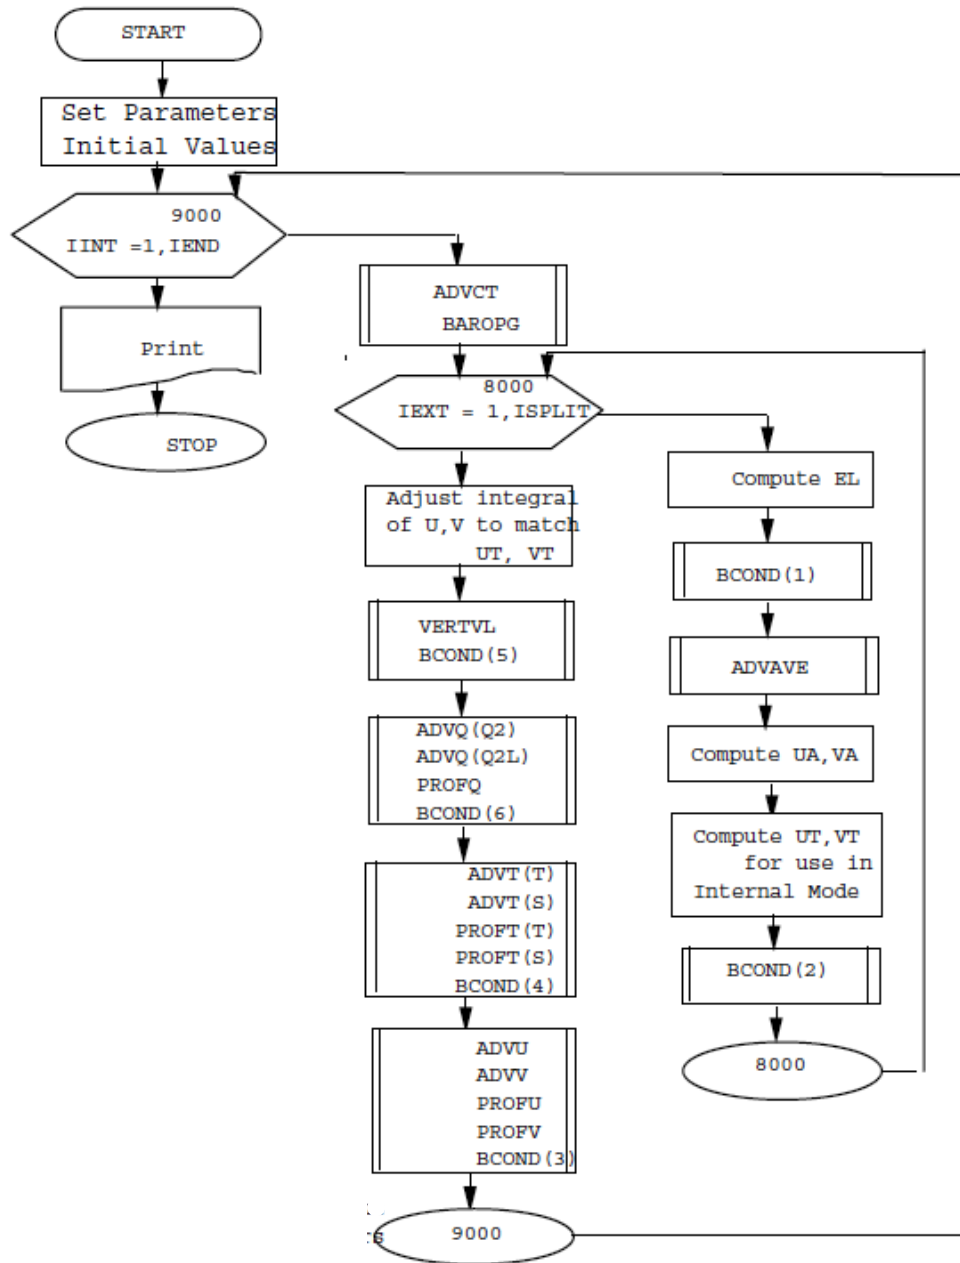 START
Set Parameters
Initial Values
9000
IINT =1,IEND
Print
STOP
ADVCT
BAROPG
8000
IEXT = 1,ISPLIT
Adjust integral
of U,V to match
UT, VT
VERTVL
BCOND(5)
ADVQ(Q2)
ADVQ(Q2L)
PROFQ
BCOND(6)
ADVT(T)
ADVT(S)
PROFT(T)
PROFT(S)
BCOND(4)
ADVU
ADVV
PROFU
PROFV
BCOND(3)
9000
Compute EL
BCOND(1)
ADVAVE
Compute UA,VA
Compute UT,VT
for use in
Internal Mode
BCOND(2)
8000